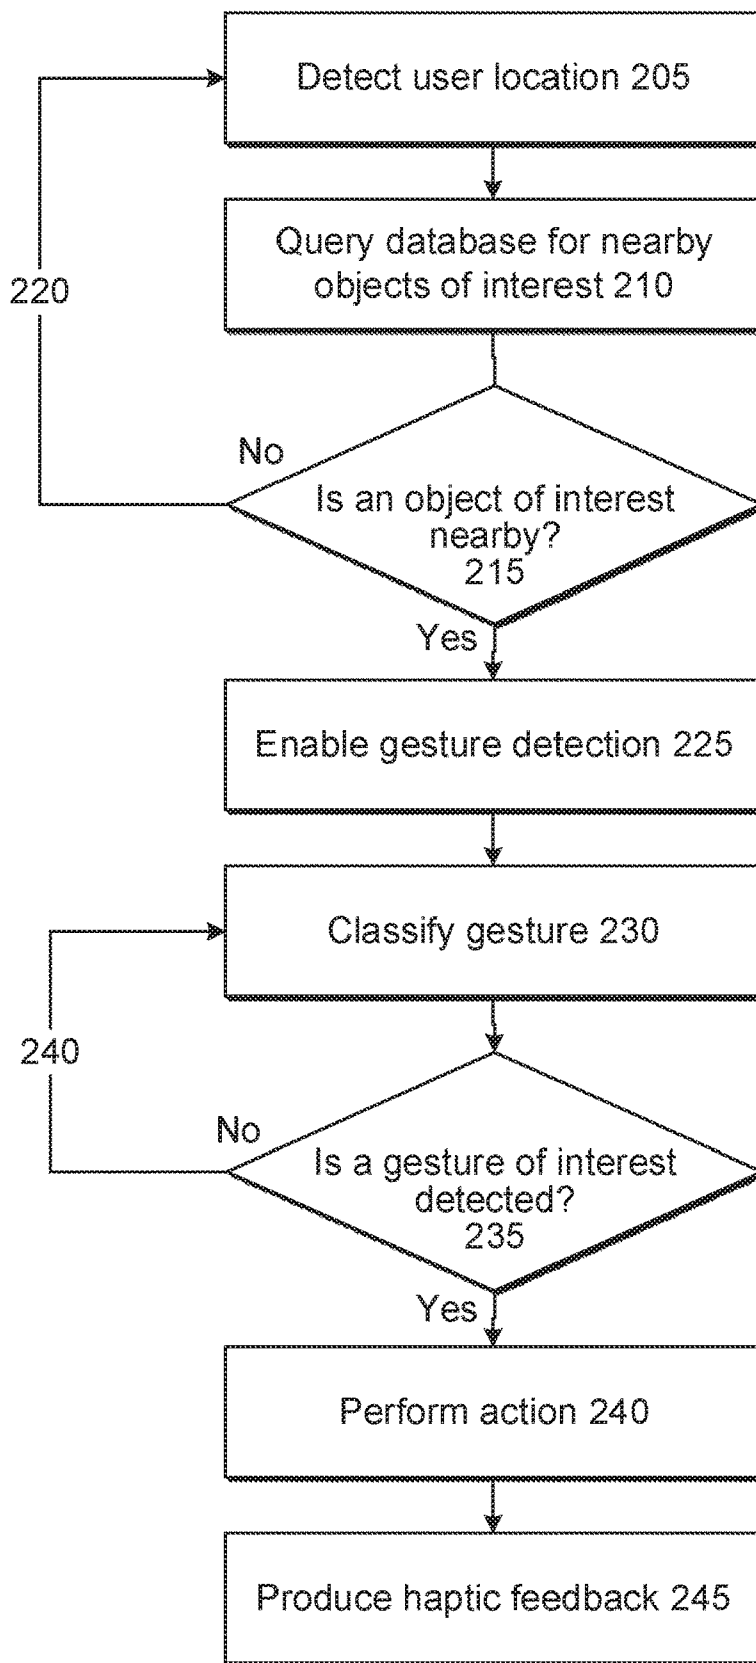 Detect user location 205
Query database for nearby
objects of interest 210
220
No
Is an object of interest
nearby?
215
Yes
Enable gesture detection 225
Classify gesture 230
240
No
Is a gesture of interest
detected?
235
Yes
Perform action 240
Produce haptic feedback 245